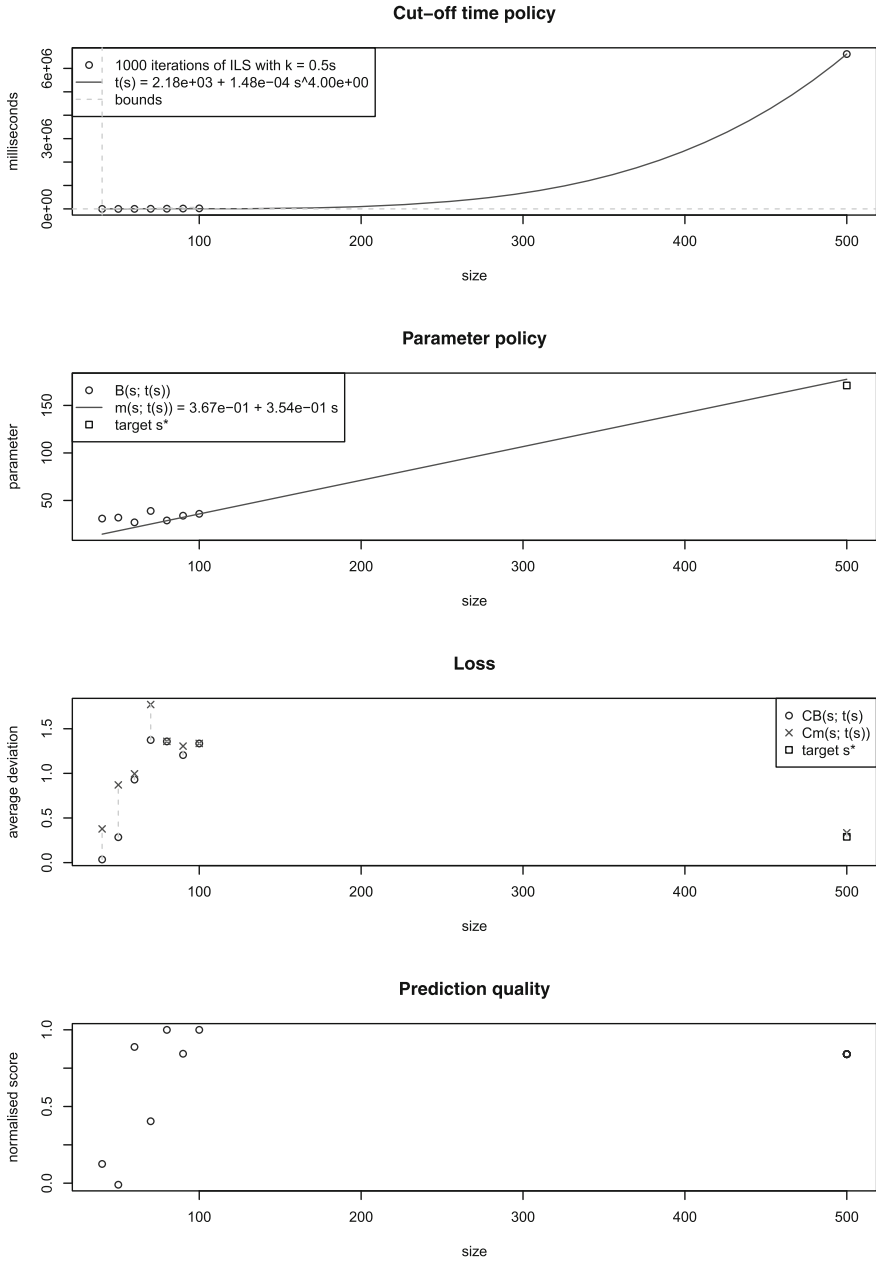 Cut−off time policy
1000 iterations of ILS with k = 0.5s
t(s) = 2.18e+03 + 1.48e−04 s^4.00e+00
bounds
milliseconds
0e+00 3e+06 6e+06
100 200 300 400 500
size
Parameter policy
B(s; t(s))
m(s; t(s)) = 3.67e−01 + 3.54e−01 s
target s*
parameter
50 100 150
100 200 300 400 500
size
Loss
CB(s; t(s)
Cm(s; t(s))
target s*
average deviation
0.0 0.5 1.0 1.5
100 200 300 400 500
size
Prediction quality
normalised score
0.0 0.5 1.0
100 200 300 400 500
size